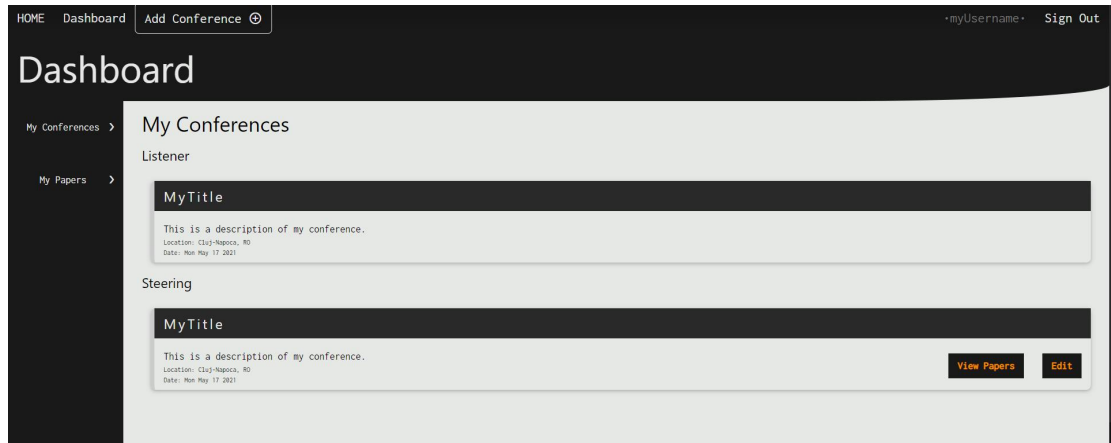 HOME Dashboard Add Conference ⊕ ·myUsername· Sign Out
Dashboard
My Conferences >
My Papers >
My Conferences
Listener
MyTitle
This is a description of my conference.
Location: Cluj-Napoca, RO
Date: Mon May 17 2021
Steering
MyTitle
This is a description of my conference.
Location: Cluj-Napoca, RO
Date: Mon May 17 2021
View Papers Edit